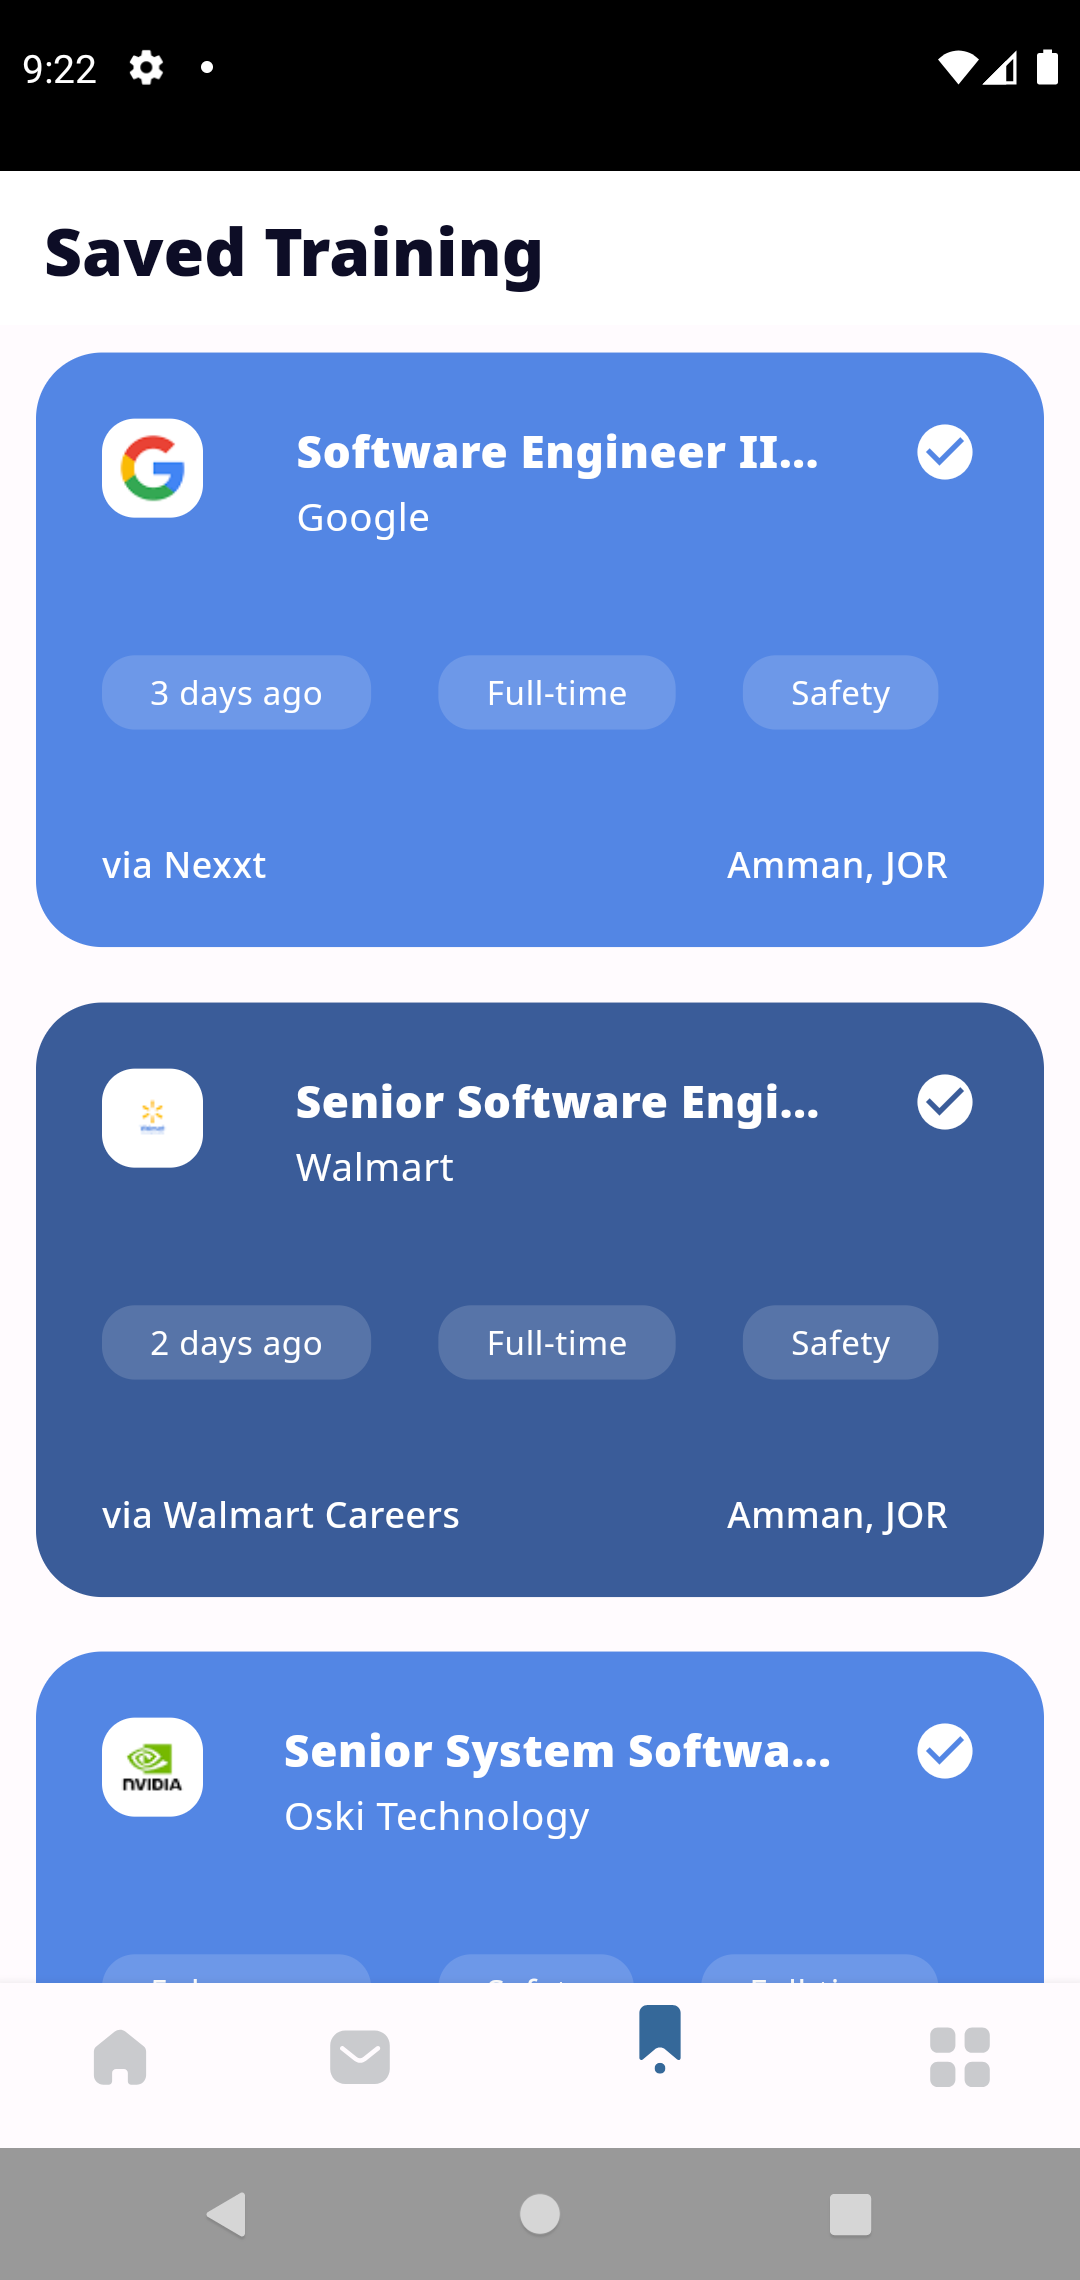 9:22
Saved Training
Software Engineer II...
Google
3 days ago
Full-time
Safety
via Nexxt
Amman, JOR
Senior Software Engi...
Walmart
2 days ago
Full-time
Safety
via Walmart Careers
Amman, JOR
NVIDIA
Senior System Softwa...
Oski Technology